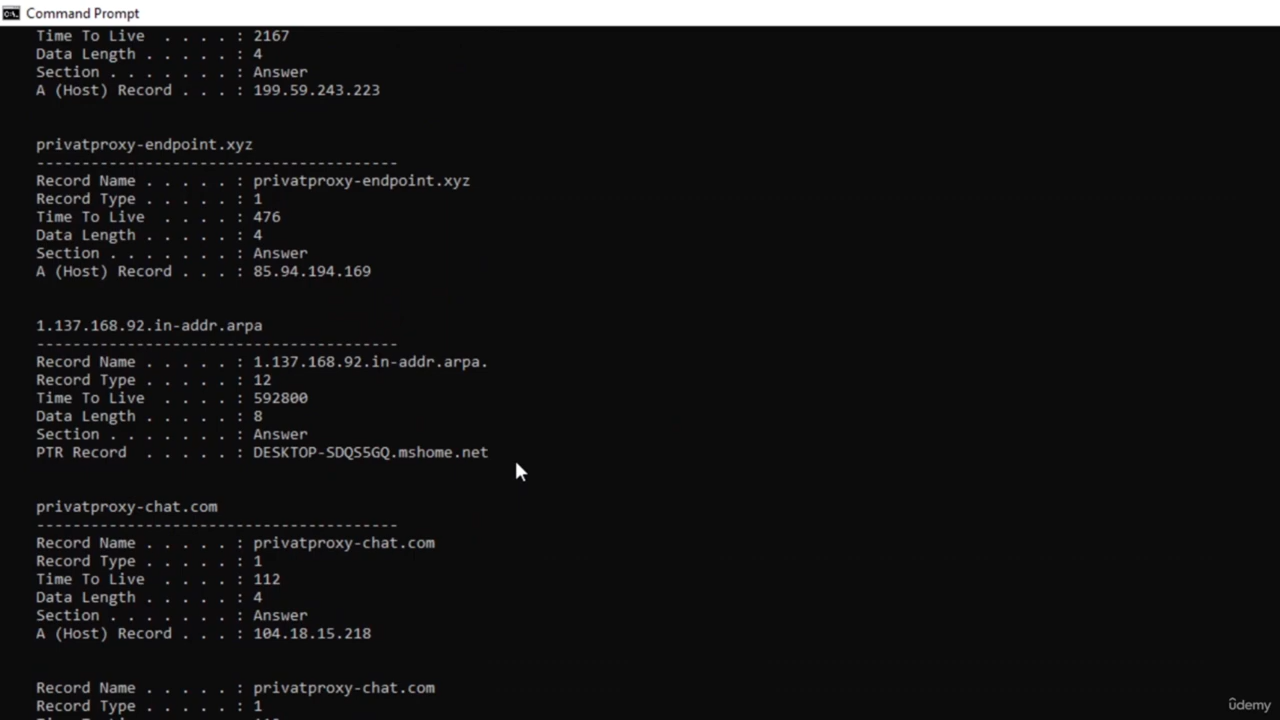 Command Prompt
Time To Live  . . . . : 2167
Data Length . . . . . : 4
Section . . . . . . . : Answer
A (Host) Record . . . : 199.59.243.223
privatproxy-endpoint.xyz
----------------------------------------
Record Name . . . . . : privatproxy-endpoint.xyz
Record Type . . . . . : 1
Time To Live  . . . . : 476
Data Length . . . . . : 4
Section . . . . . . . : Answer
A (Host) Record . . . : 85.94.194.169
1.137.168.92.in-addr.arpa
----------------------------------------
Record Name . . . . . : 1.137.168.92.in-addr.arpa.
Record Type . . . . . : 12
Time To Live  . . . . : 592800
Data Length . . . . . : 8
Section . . . . . . . : Answer
PTR Record  . . . . . : DESKTOP-SDQS5GQ.mshome.net
privatproxy-chat.com
----------------------------------------
Record Name . . . . . : privatproxy-chat.com
Record Type . . . . . : 1
Time To Live  . . . . : 112
Data Length . . . . . : 4
Section . . . . . . . : Answer
A (Host) Record . . . : 104.18.15.218
Record Name . . . . . : privatproxy-chat.com
Record Type . . . . . : 1
ûdemy